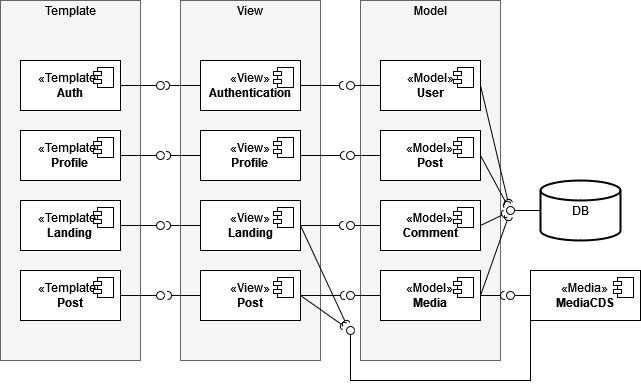 Template
View
Model
«Template
Auth
«View»
Authentication
«Model»
User
«Template
Profile
«View»
Profile
«Model»
Post
«Template
Landing
«View»
Landing
«Model»
Comment
DB
«Template
Post
«View»
Post
«Model»
Media
«Media»
MediaCDS